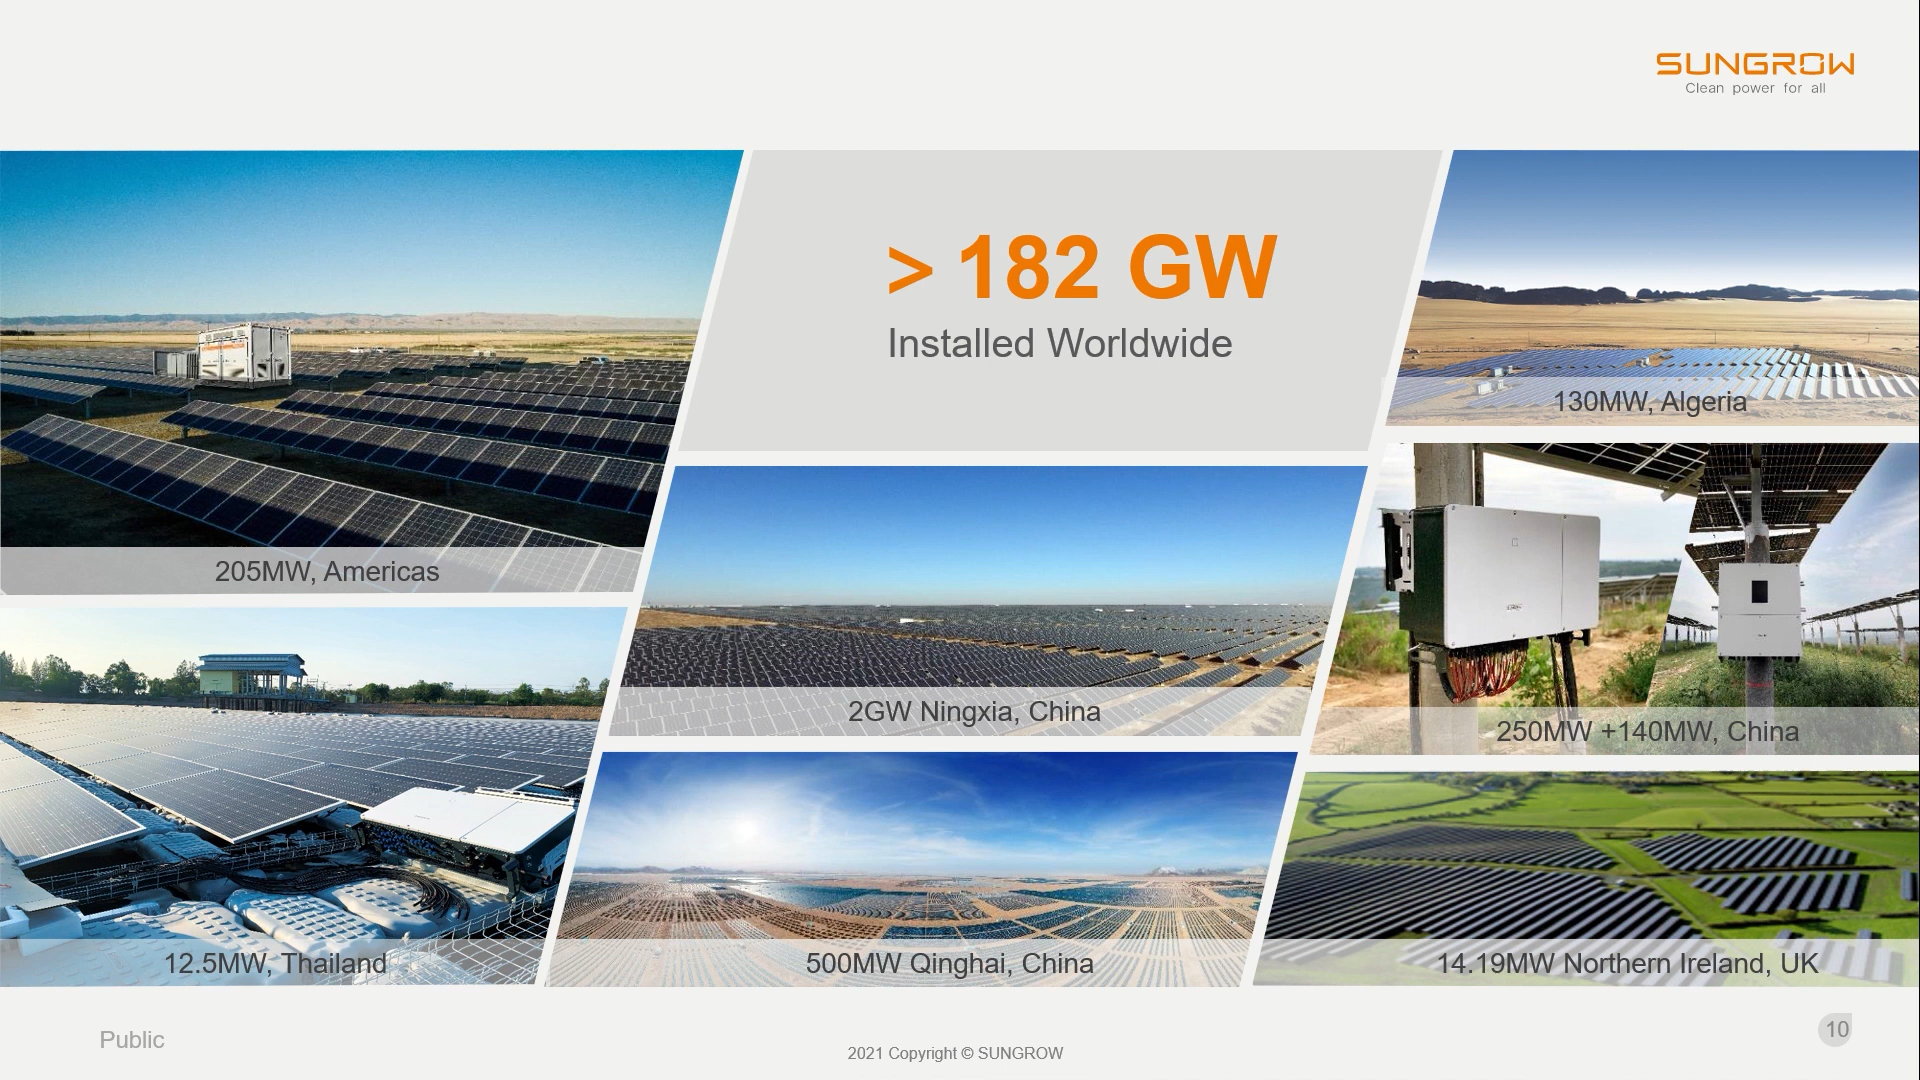 SUNGROW
Clean power for all
> 182 GW
Installed Worldwide
130MW, Algeria
205MW, Americas
2GW Ningxia, China
250MW +140MW, China
12.5MW, Thailand
500MW Qinghai, China
14.19MW Northern Ireland, UK
Public
2021 Copyright © SUNGROW
10